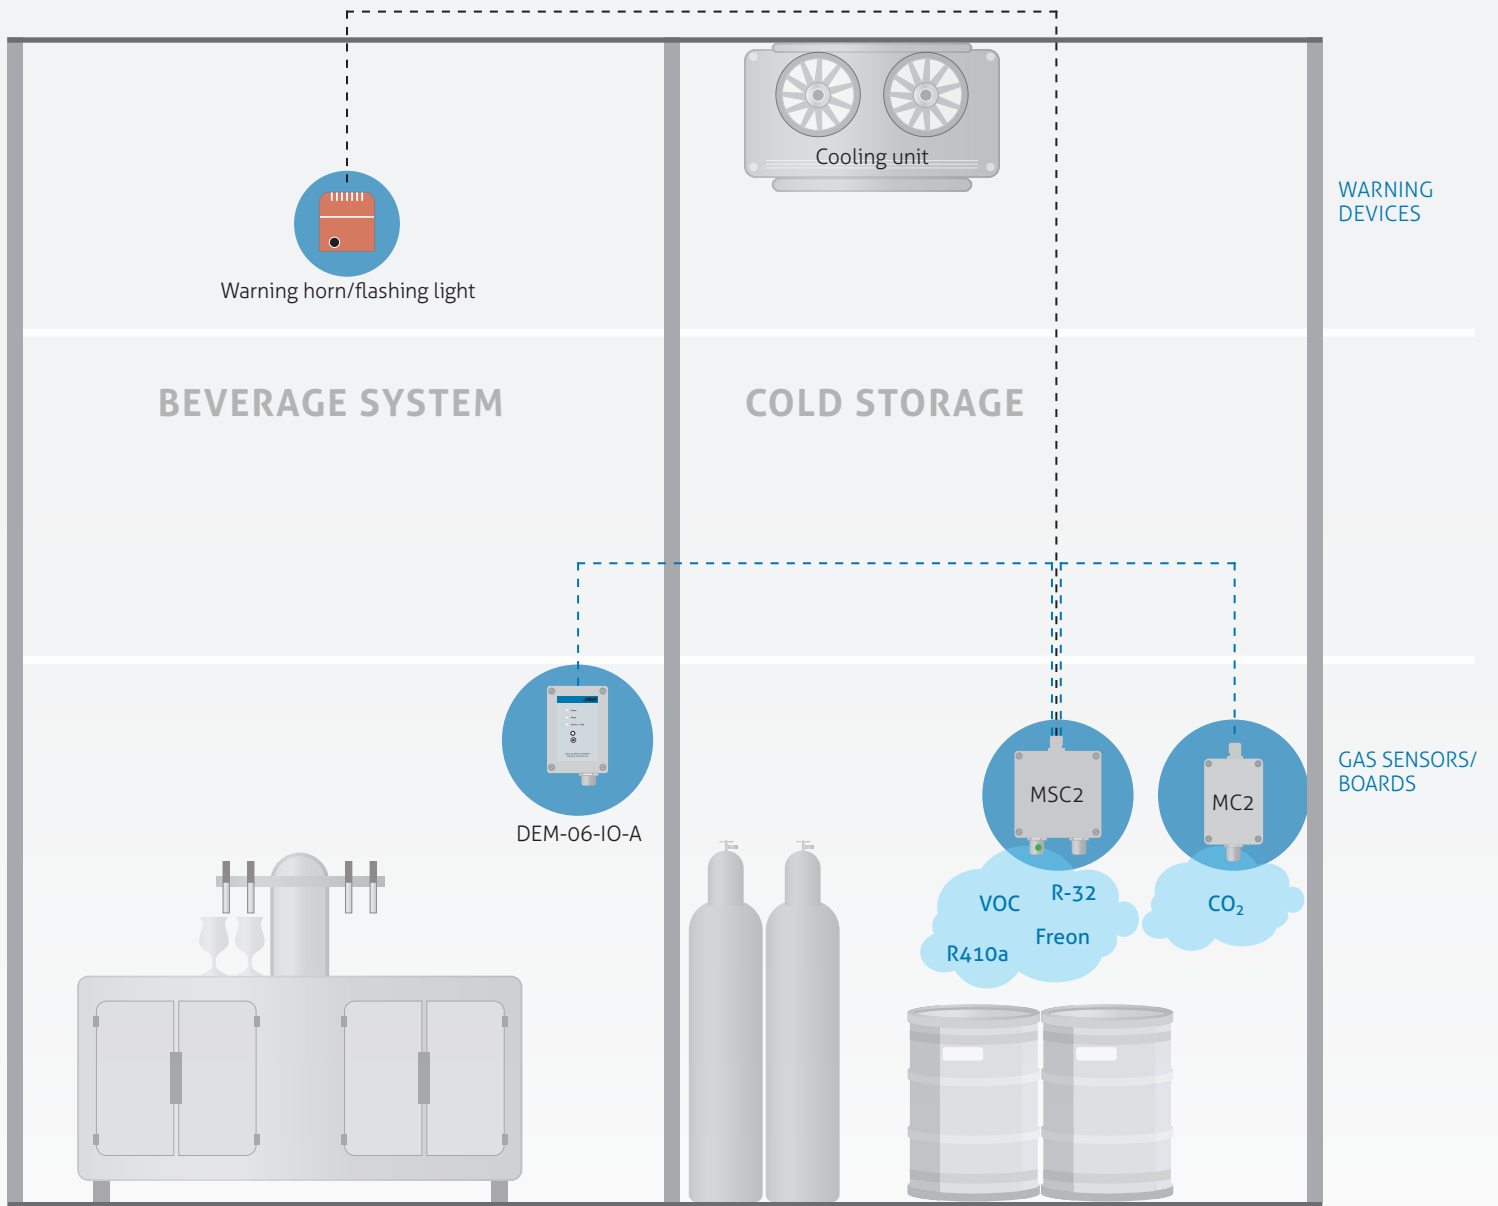 Cooling unit
WARNING
DEVICES
Warning horn/flashing light
BEVERAGE SYSTEM
COLD STORAGE
GAS SENSORS/
BOARDS
MSC2
MC2
DEM-06-IO-A
VOC
R-32
CO₂
Freon
R410a